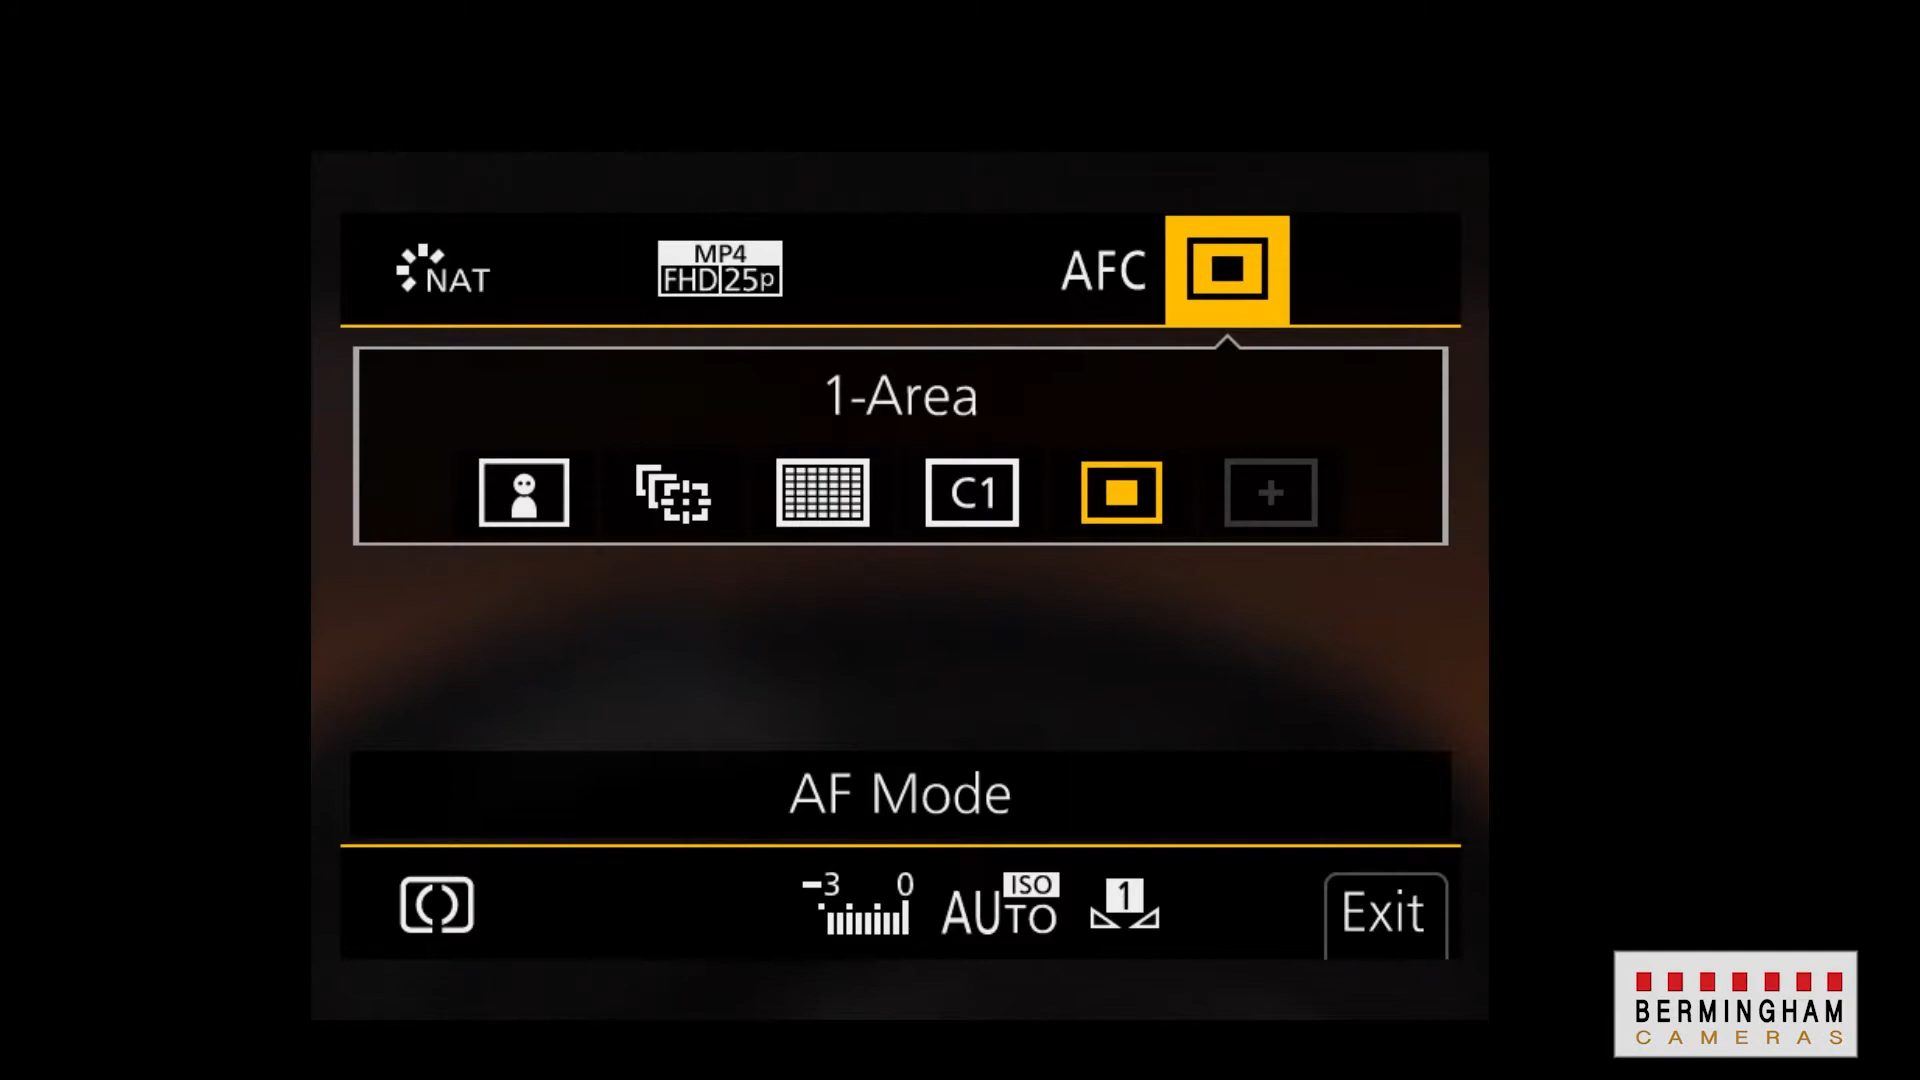 NAT
MP4
FHD 25p
AFC
1-Area
C1
AF Mode
-3 0
AUTO ISO
1
Exit
BERMINGHAM
CAMERAS